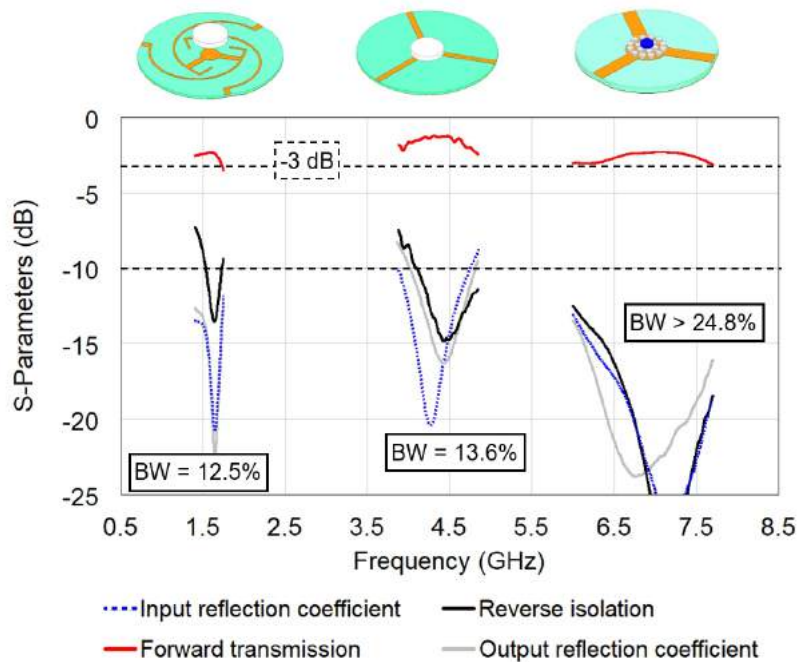 0
-3 dB
-5
-10
BW > 24.8%
-15
-20
BW = 12.5%
BW = 13.6%
-25
0.5 1.5 2.5 3.5 4.5 5.5 6.5 7.5 8.5
S-Parameters (dB)
Frequency (GHz)
Input reflection coefficient
Reverse isolation
Forward transmission
Output reflection coefficient